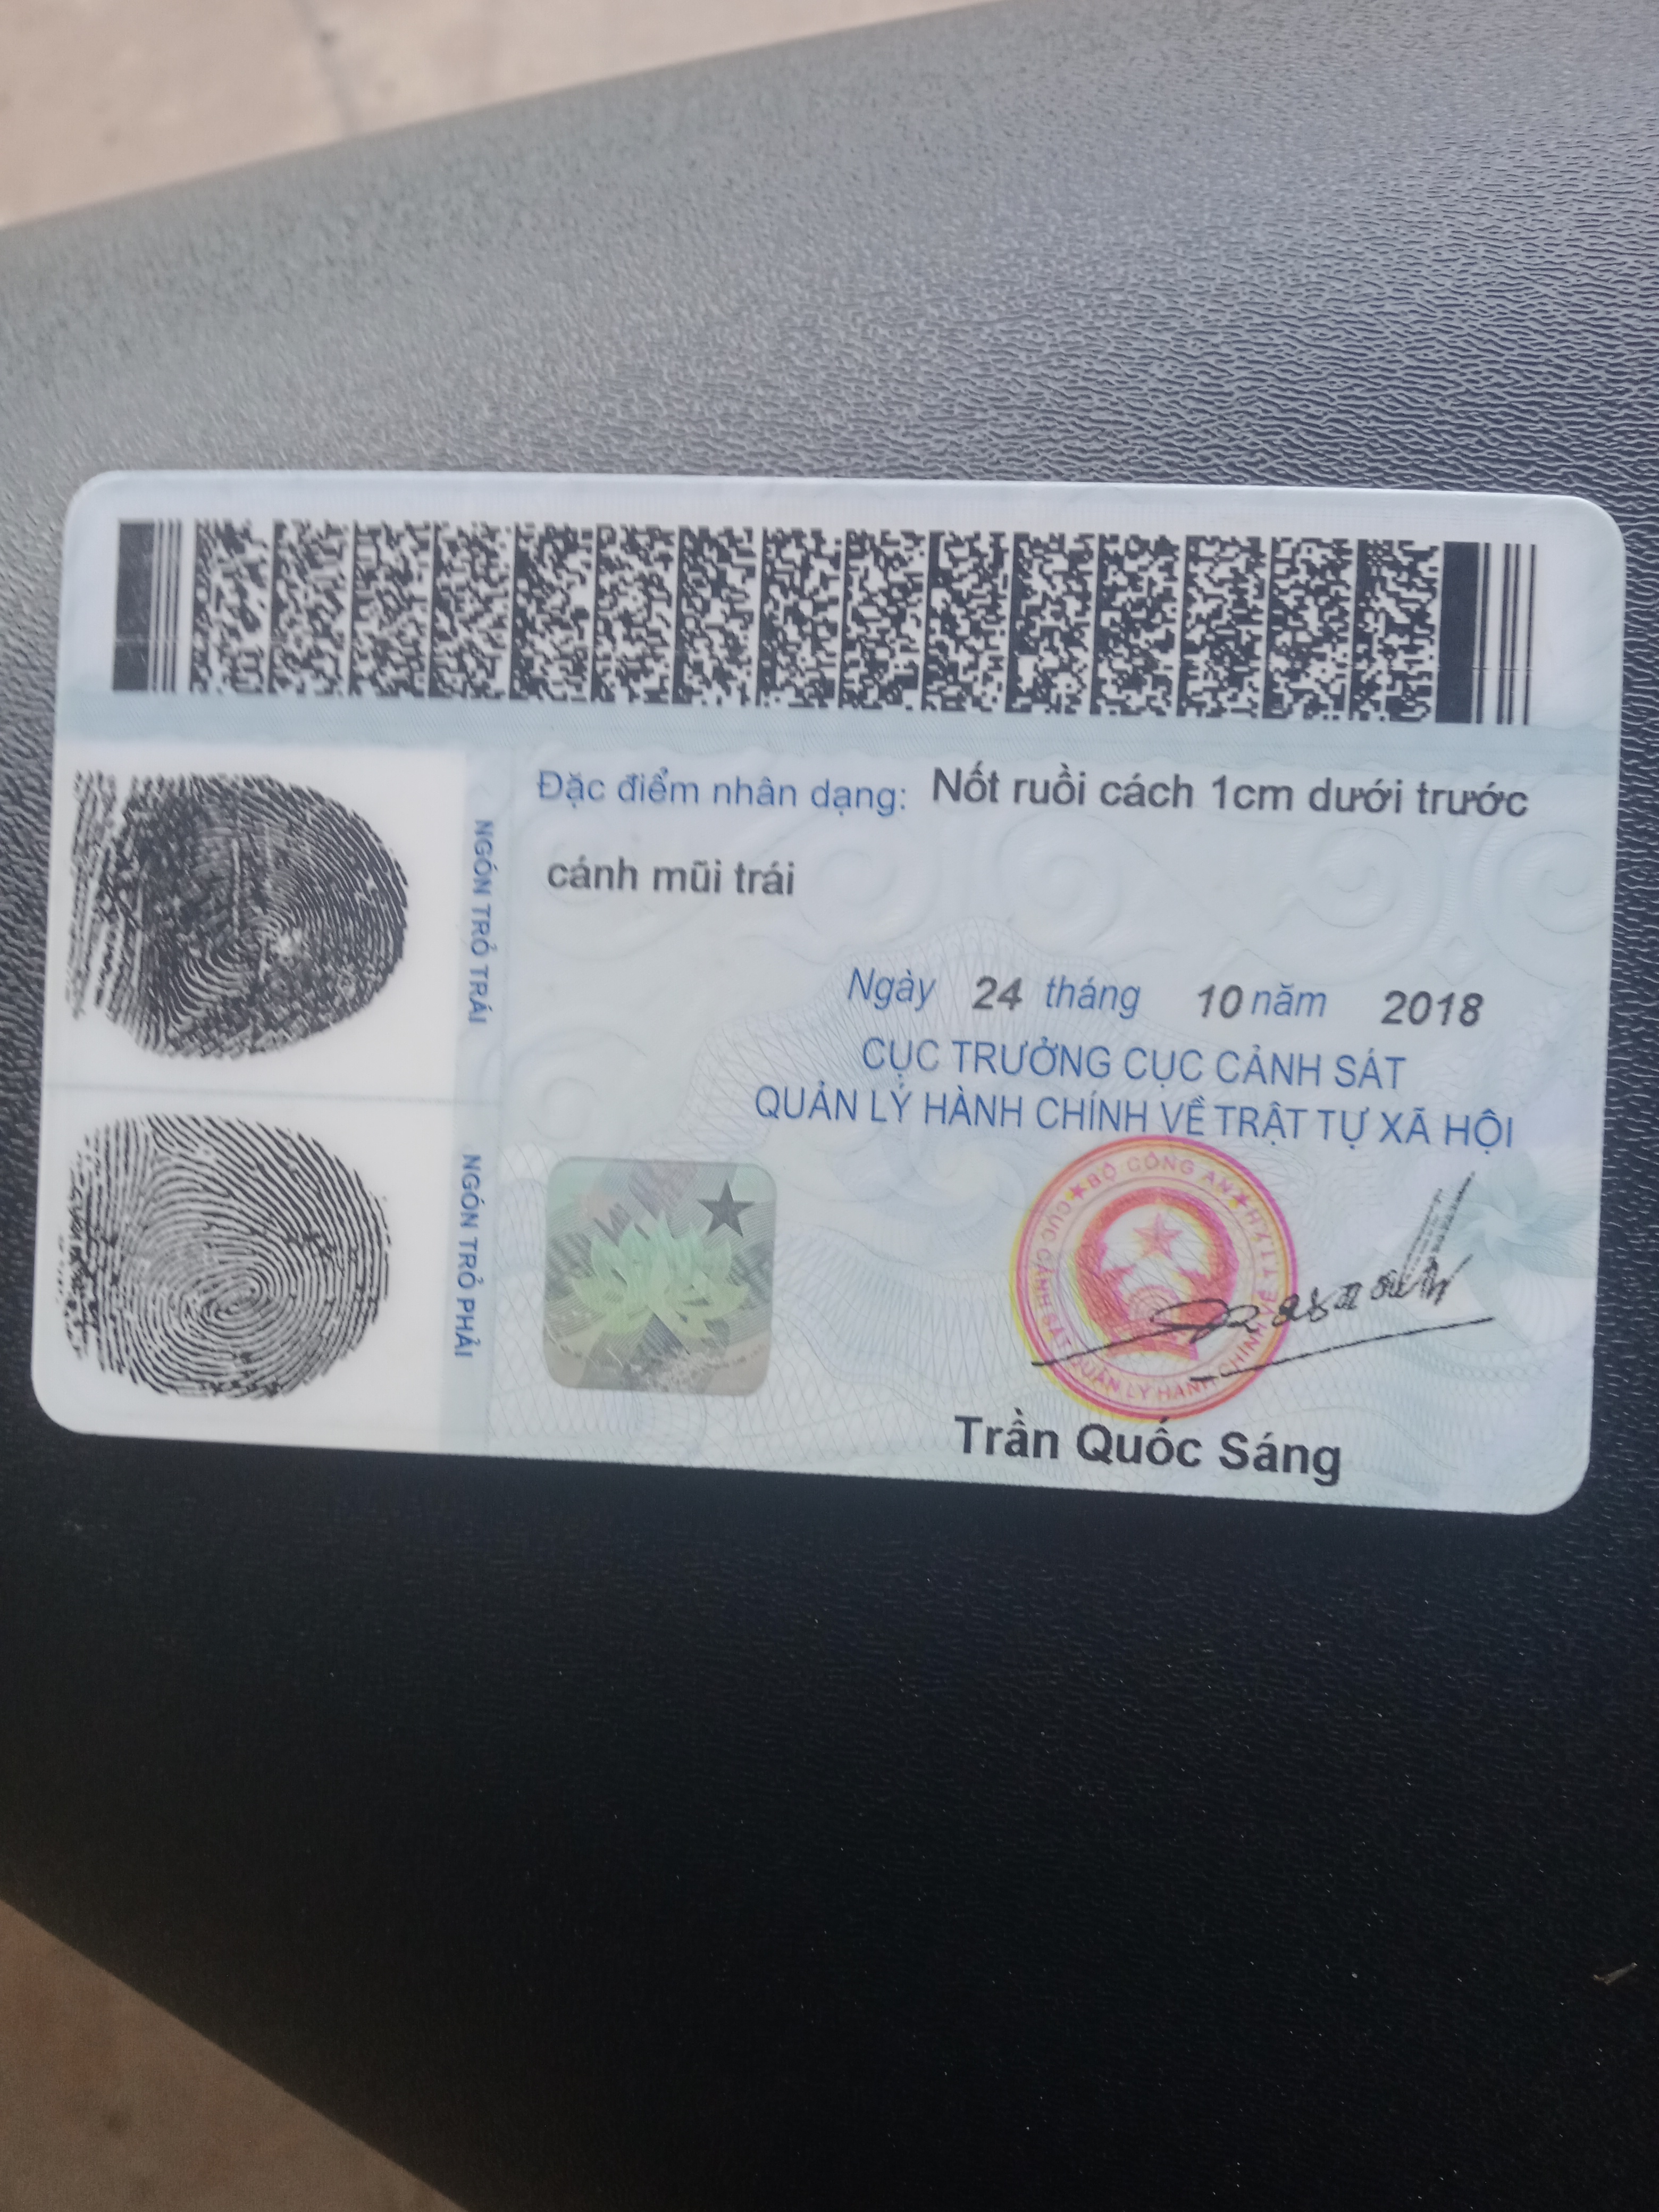 Đặc điểm nhân dạng: Nốt ruồi cách 1cm dưới trước
cánh mũi trái
NGÓN TRỎ TRÁI
NGÓN TRỎ PHẢI
Ngày 24 tháng 10 năm 2018
CỤC TRƯỞNG CỤC CẢNH SÁT
QUẢN LÝ HÀNH CHÍNH VỀ TRẬT TỰ XÃ HỘI
★BỘ CÔNG AN★
CỤC CẢNH SÁT QUẢN LÝ HÀNH CHÍNH VỀ TTXH
Trần Quốc Sáng